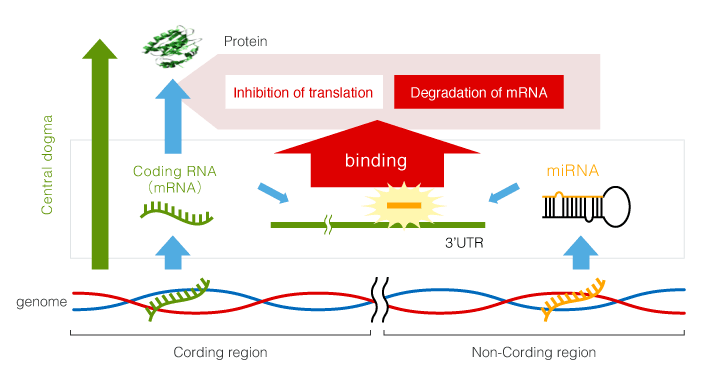 Protein
Inhibition of translation
Degradation of mRNA
Central dogma
binding
Coding RNA
(mRNA)
miRNA
3'UTR
genome
Cording region
Non-Cording region